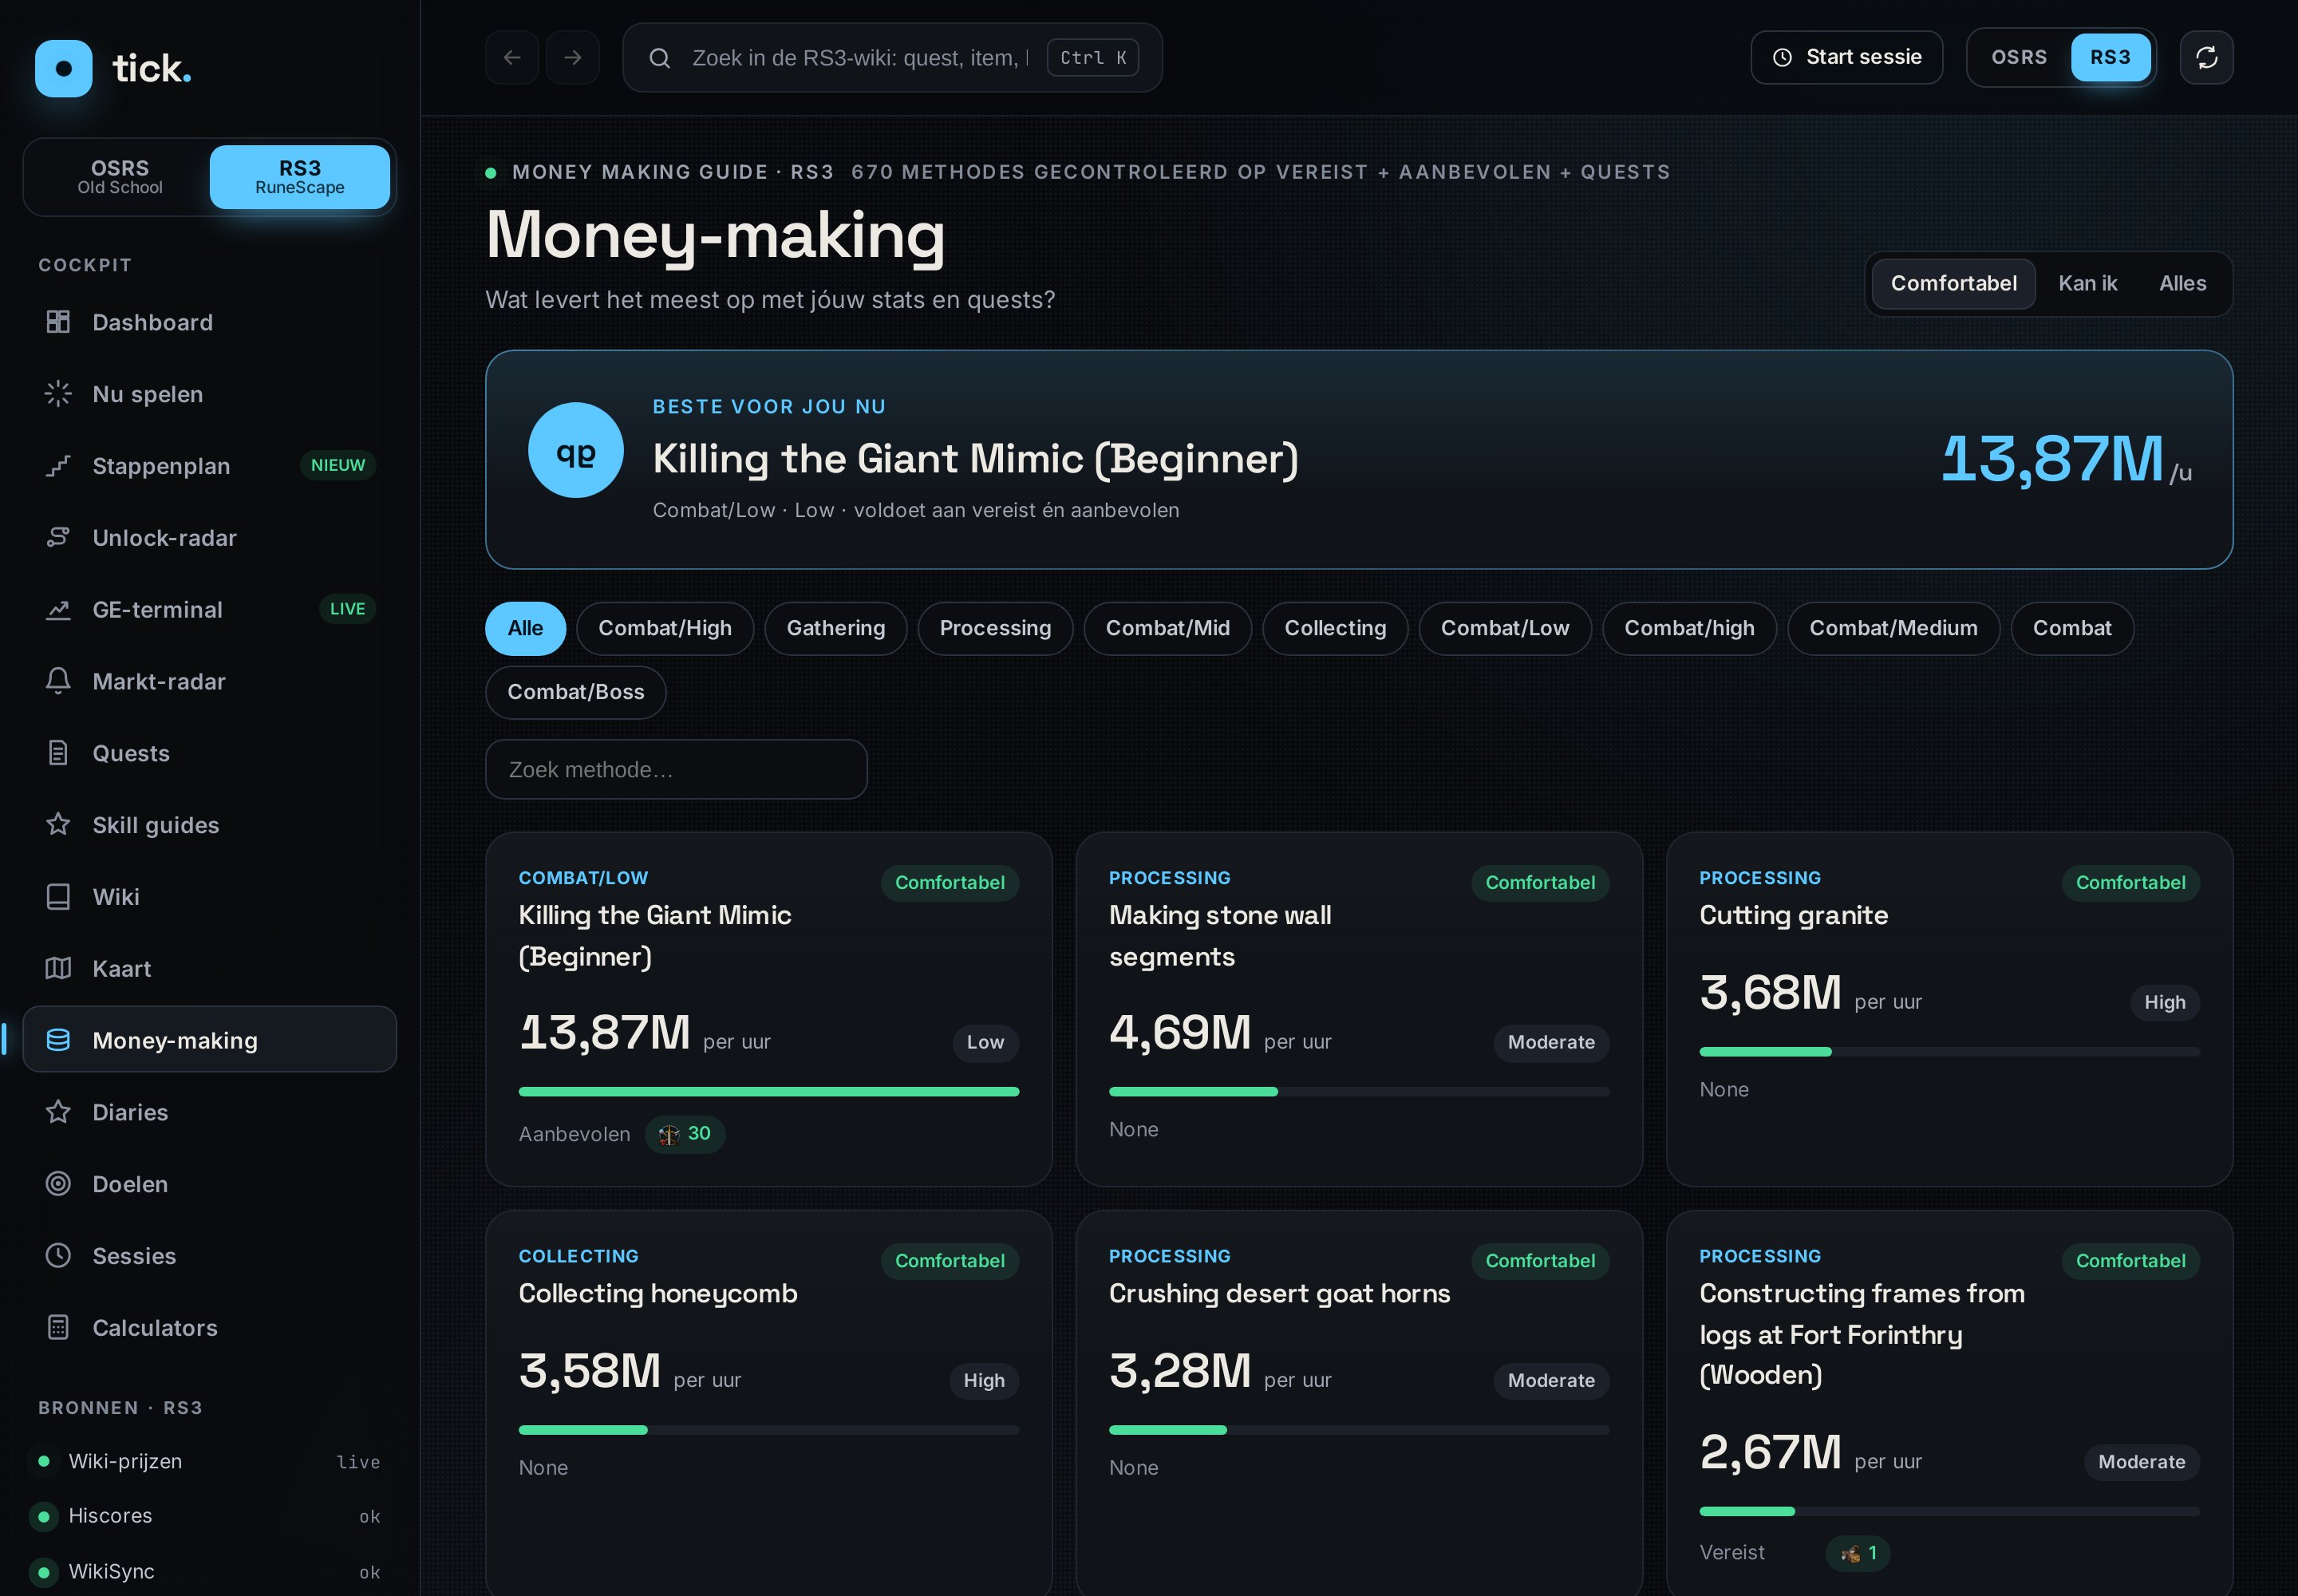 tick.
Zoek in de RS3-wiki: quest, item, l
Ctrl K
Start sessie
OSRS
RS3
OSRS
Old School
RS3
RuneScape
COCKPIT
Dashboard
Nu spelen
Stappenplan
NIEUW
Unlock-radar
GE-terminal
LIVE
Markt-radar
Quests
Skill guides
Wiki
Kaart
Money-making
Diaries
Doelen
Sessies
Calculators
BRONNEN · RS3
Wiki-prijzen
live
Hiscores
ok
WikiSync
ok
MONEY MAKING GUIDE · RS3 670 METHODES GECONTROLEERD OP VEREIST + AANBEVOLEN + QUESTS
Money-making
Wat levert het meest op met jóuw stats en quests?
Comfortabel
Kan ik
Alles
BESTE VOOR JOU NU
Killing the Giant Mimic (Beginner)
Combat/Low · Low · voldoet aan vereist én aanbevolen
13,87M/u
Alle
Combat/High
Gathering
Processing
Combat/Mid
Collecting
Combat/Low
Combat/high
Combat/Medium
Combat
Combat/Boss
Zoek methode...
COMBAT/LOW
Comfortabel
Killing the Giant Mimic
(Beginner)
13,87M per uur
Low
Aanbevolen
30
PROCESSING
Comfortabel
Making stone wall
segments
4,69M per uur
Moderate
None
PROCESSING
Comfortabel
Cutting granite
3,68M per uur
High
None
COLLECTING
Comfortabel
Collecting honeycomb
3,58M per uur
High
None
PROCESSING
Comfortabel
Crushing desert goat horns
3,28M per uur
Moderate
None
PROCESSING
Comfortabel
Constructing frames from
logs at Fort Forinthry
(Wooden)
2,67M per uur
Moderate
Vereist
1